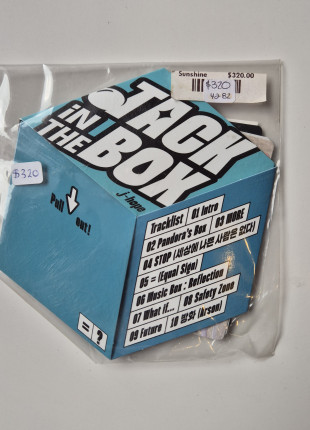 Sunshine $320.00
$320
JACK
iN THE
BOX
j-hope
$320
Pull out!
Tracklist 01 Intro
02 Pandora's Box 03 MORE
04 STOP (세상에 나쁜 사람은 없다)
05 = (Equal Sign)
06 Music Box : Reflection
07 What if... 08 Safety Zone
09 Future 10 방화 (Arson)
= ?